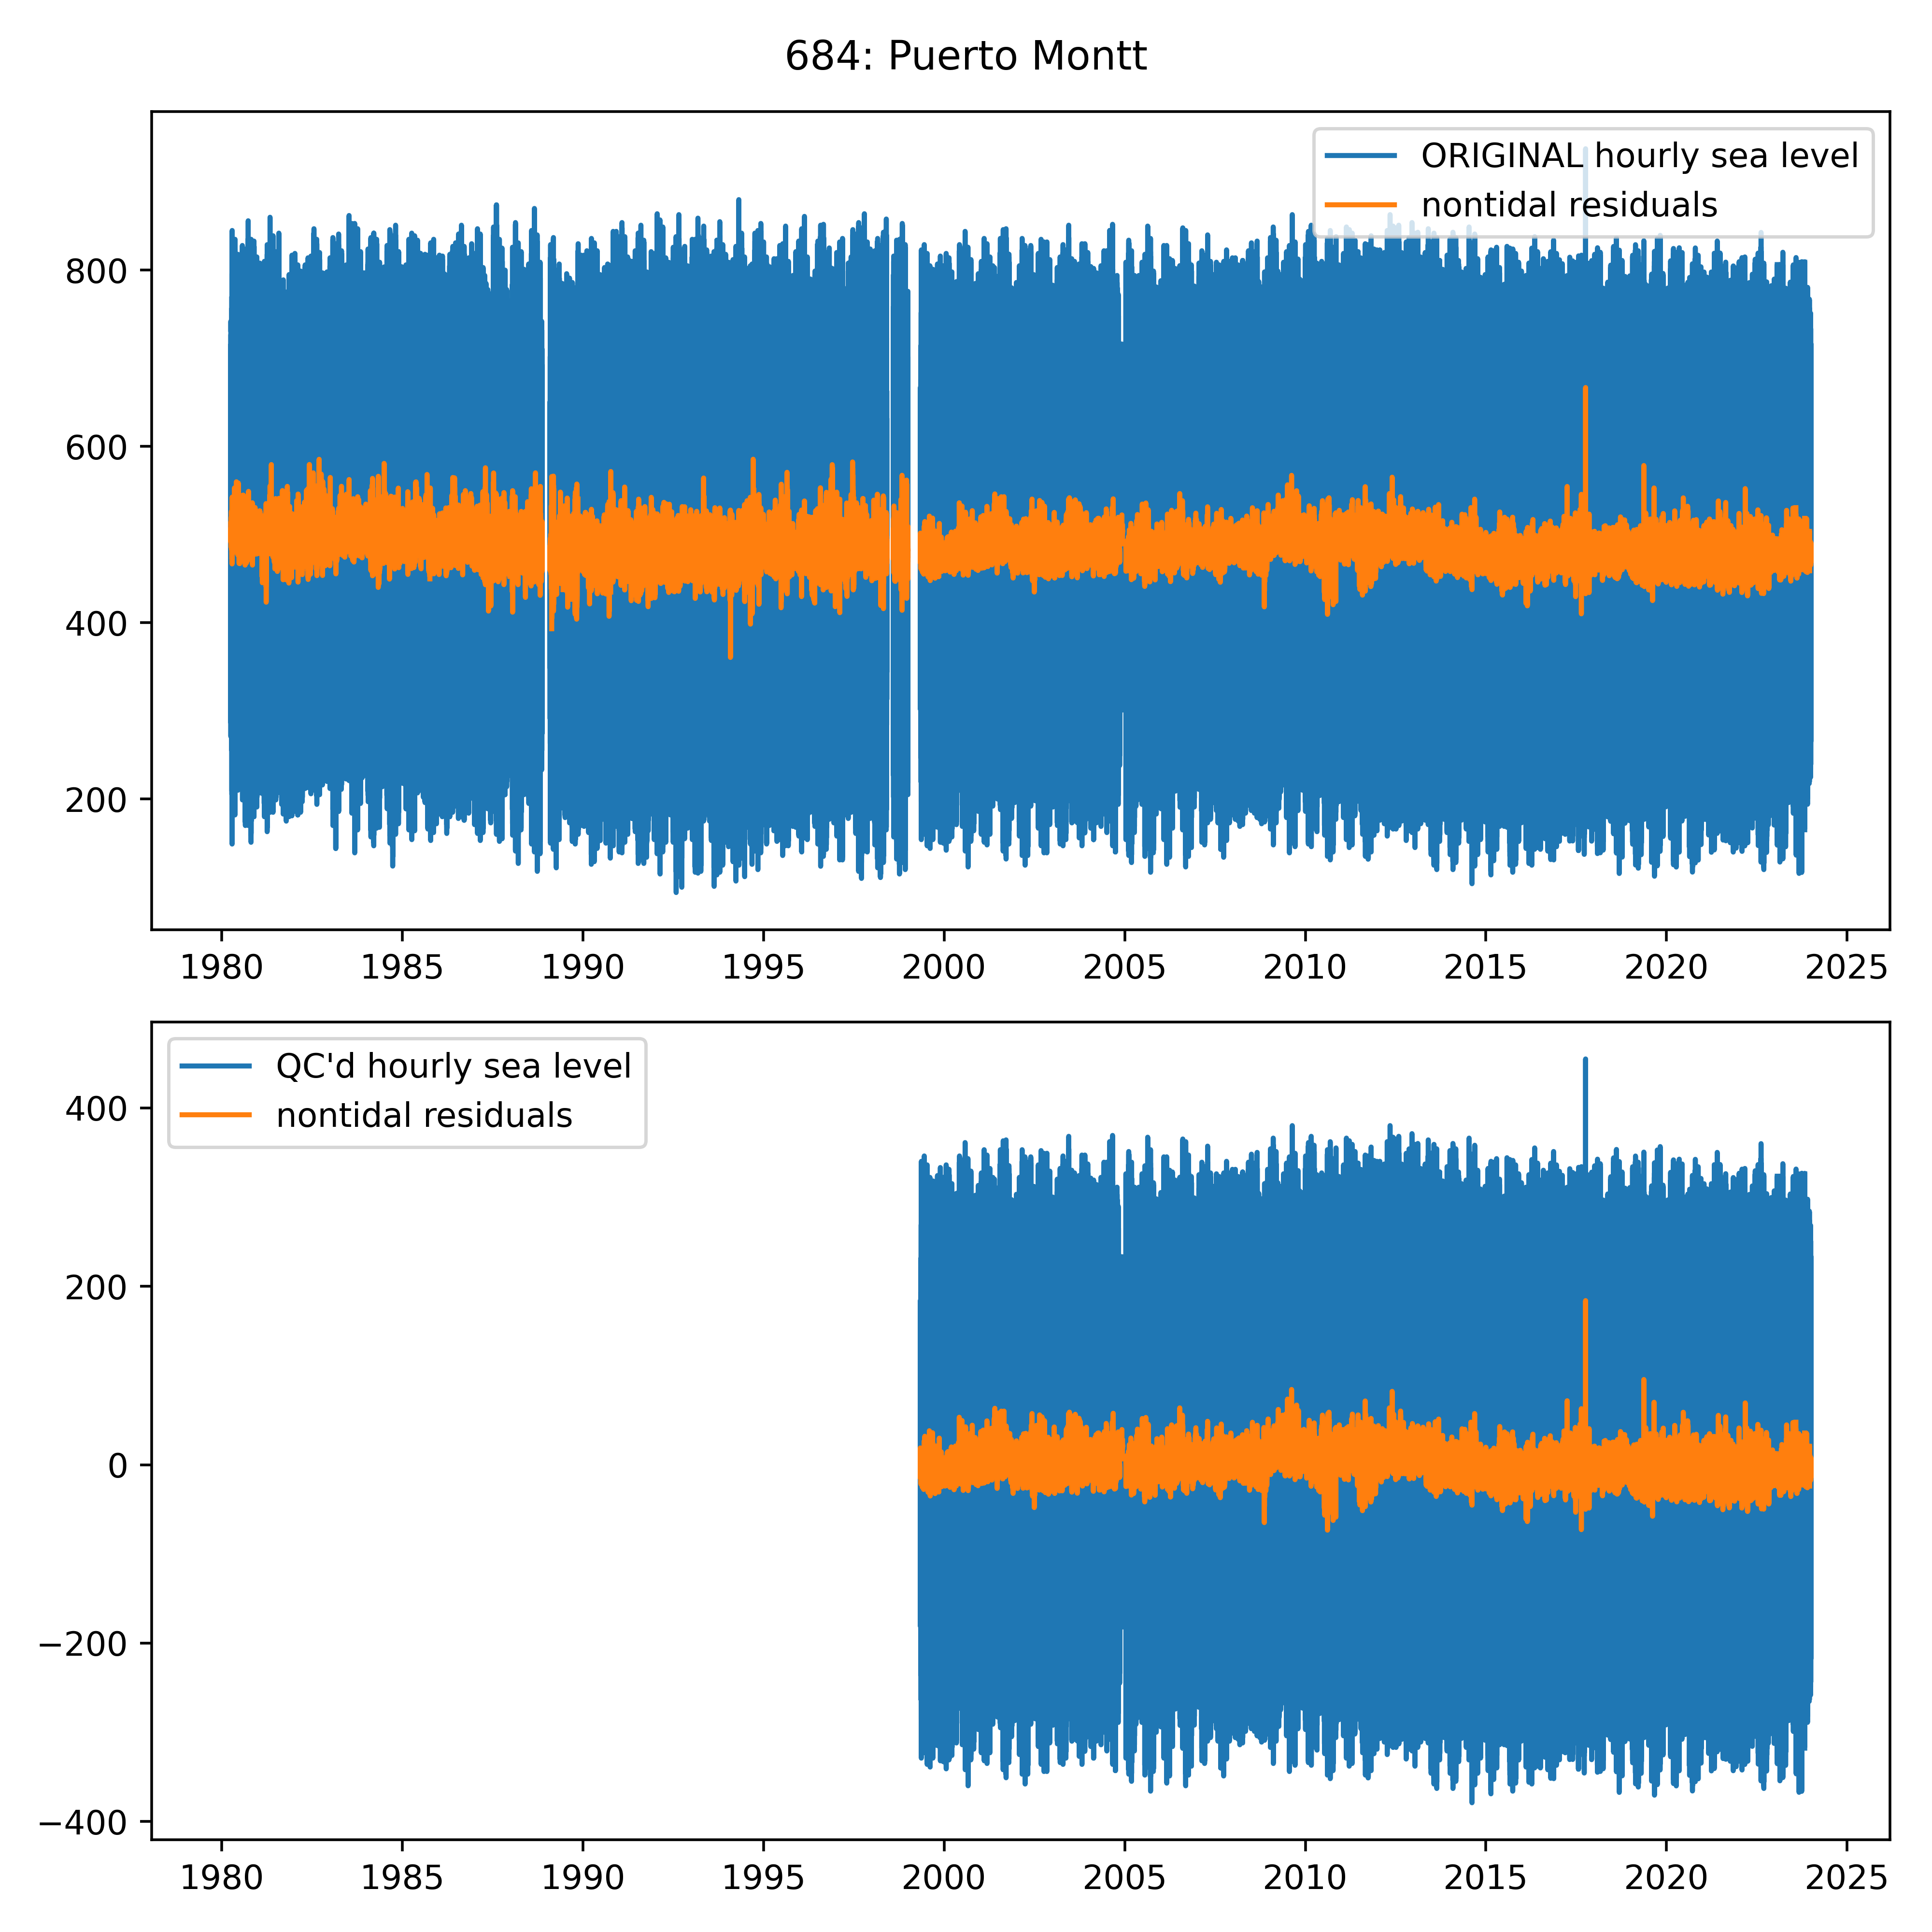 684: Puerto Montt
ORIGINAL hourly sea level
nontidal residuals
800
600
400
200
1980 1985 1990 1995 2000 2005 2010 2015 2020 2025
QC'd hourly sea level
nontidal residuals
400
200
0
−200
−400
1980 1985 1990 1995 2000 2005 2010 2015 2020 2025